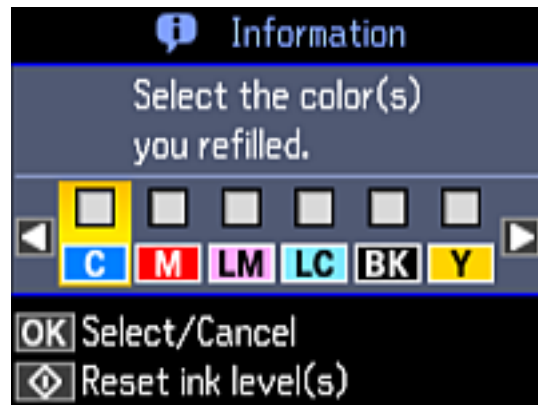 Information
Select the color(s)
you refilled.
C M LM LC BK Y
OK Select/Cancel
Reset ink level(s)